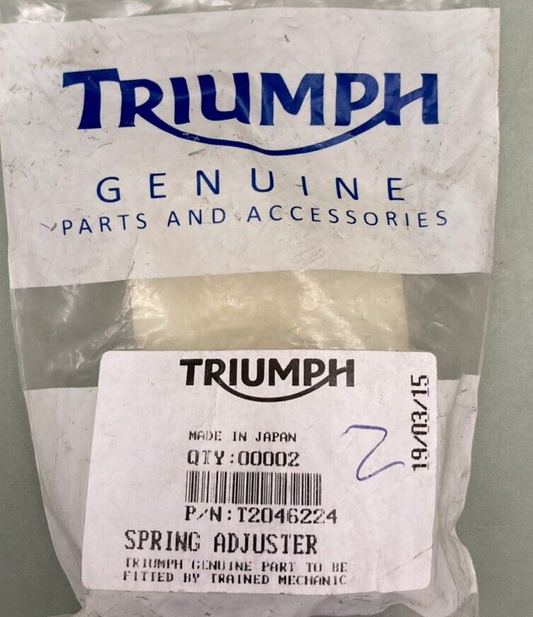 TRIUMPH
GENUINE
PARTS AND ACCESSORIES
TRIUMPH
MADE IN JAPAN
QTY:00002
2
19/03/15
P/N:T2046224
SPRING ADJUSTER
TRIUMPH GENUINE PART TO BE
FITTED BY TRAINED MECHANIC